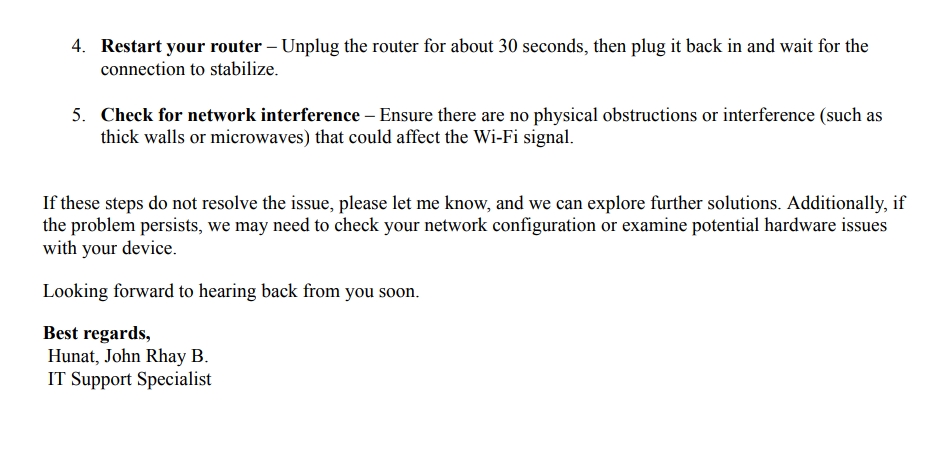 4. Restart your router – Unplug the router for about 30 seconds, then plug it back in and wait for the
connection to stabilize.
5. Check for network interference – Ensure there are no physical obstructions or interference (such as
thick walls or microwaves) that could affect the Wi-Fi signal.
If these steps do not resolve the issue, please let me know, and we can explore further solutions. Additionally, if
the problem persists, we may need to check your network configuration or examine potential hardware issues
with your device.
Looking forward to hearing back from you soon.
Best regards,
Hunat, John Rhay B.
IT Support Specialist